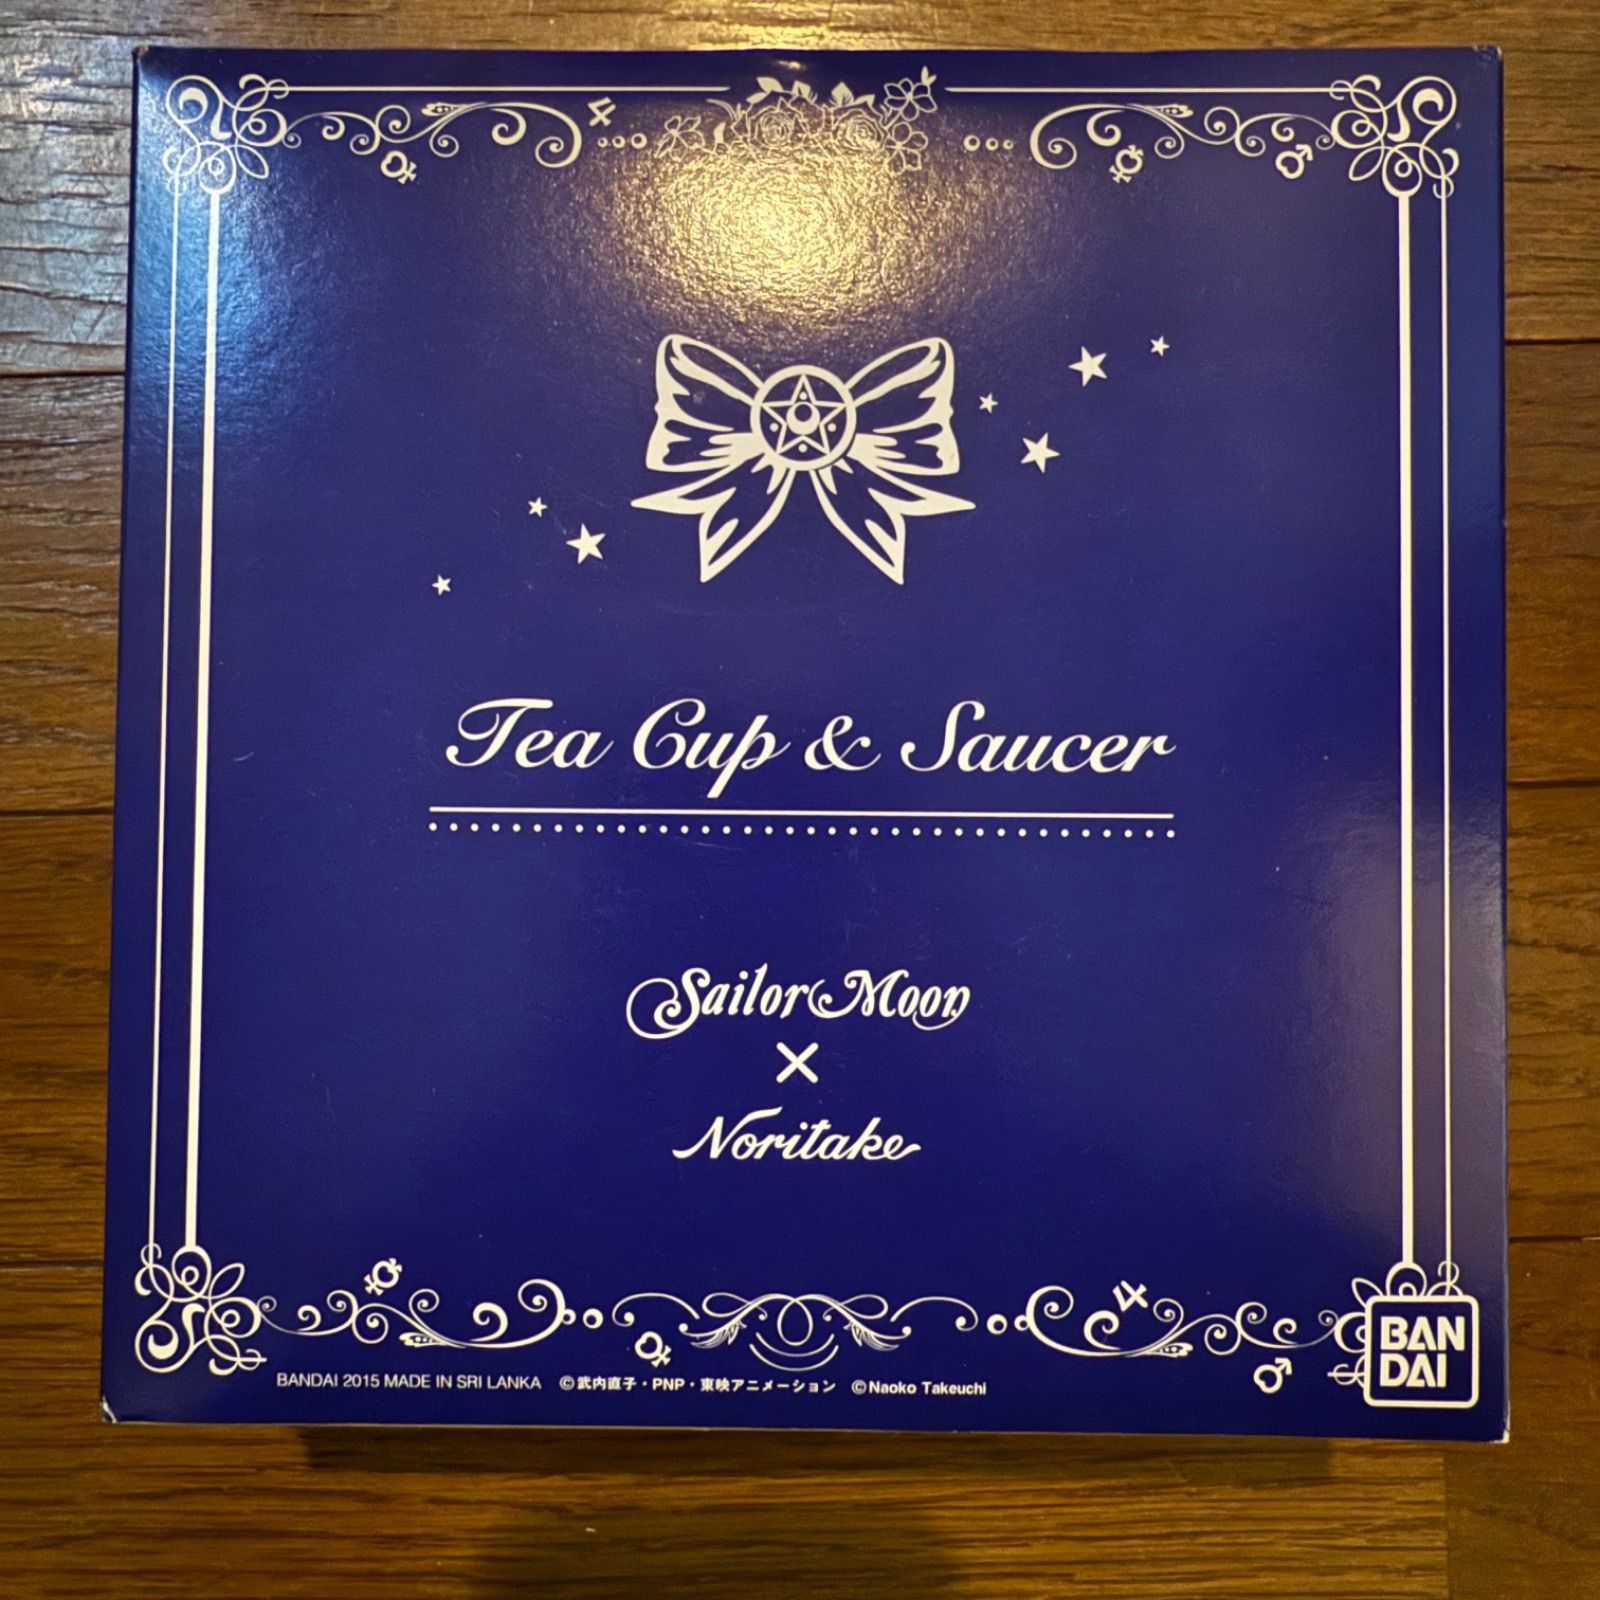 Tea Cup & Saucer
Sailor Moon
×
Noritake
BANDAI 2015 MADE IN SRI LANKA ©武内直子・PNP・東映アニメーション ©Naoko Takeuchi
BAN
DAI